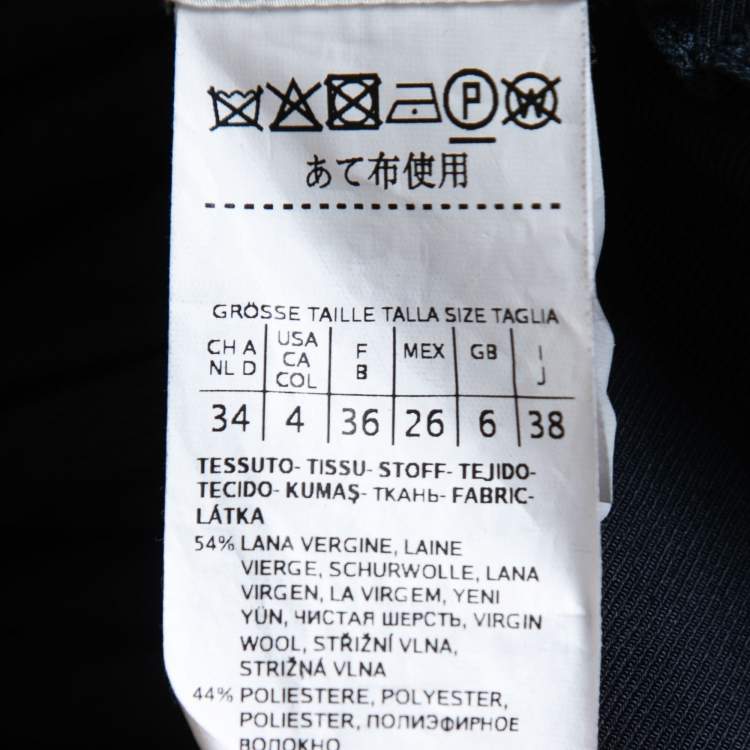 P W
あて布使用
GRÖSSE TAILLE TALLA SIZE TAGLIA
CH A NL D USA CA COL F B MEX GB I J
34 4 36 26 6 38
TESSUTO- TISSU- STOFF- TEJIDO-
TECIDO- KUMAŞ- ТКАНЬ- FABRIC-
LÁTKA
54% LANA VERGINE, LAINE
VIERGE, SCHURWOLLE, LANA
VIRGEN, LA VIRGEM, YENI
YÜN, ЧИСТАЯ ШЕРСТЬ, VIRGIN
WOOL, STŘIŽNÍ VLNA,
STRIŽNÁ VLNA
44% POLIESTERE, POLYESTER,
POLIESTER, ПОЛИЭФИРНОЕ
ВОЛОКНО